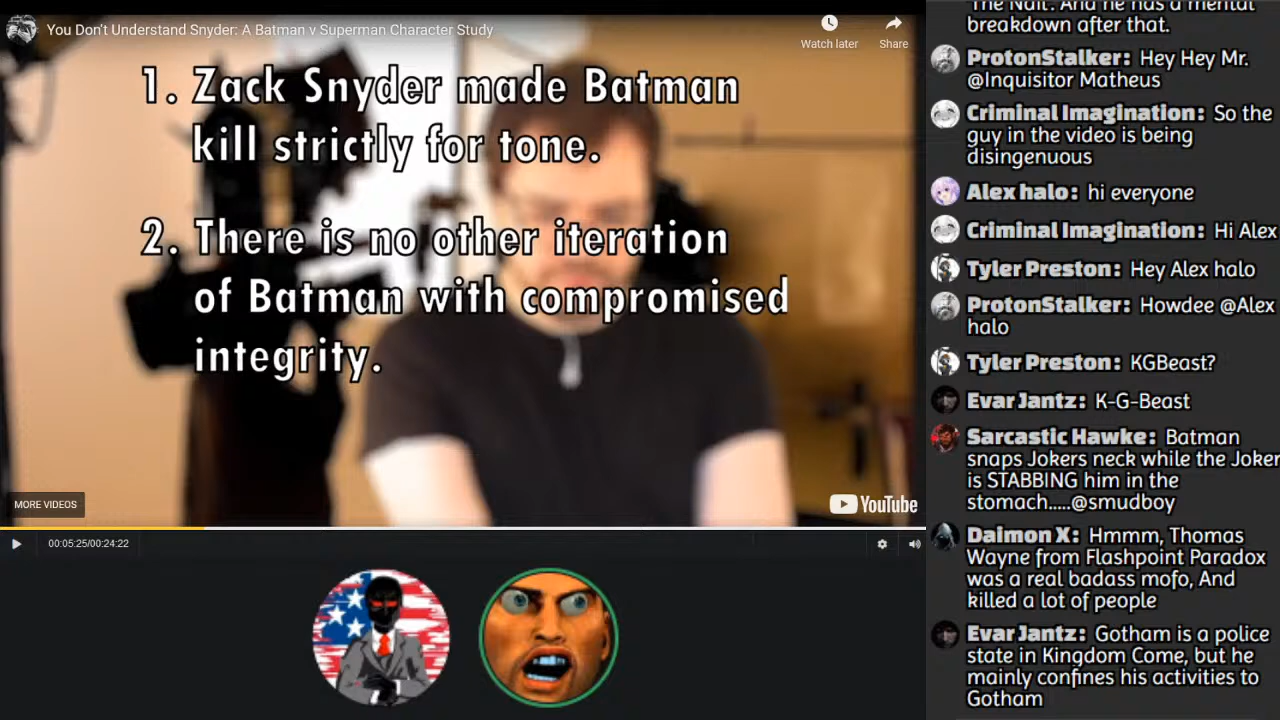 You Don't Understand Snyder: A Batman v Superman Character Study
Watch later
Share
1. Zack Snyder made Batman
kill strictly for tone.
2. There is no other iteration
of Batman with compromised
integrity.
MORE VIDEOS
YouTube
00:05:25/00:24:22
The Nail'. And he has a mental
breakdown after that.
ProtonStalker: Hey Hey Mr.
@Inquisitor Matheus
Criminal Imagination: So the
guy in the video is being
disingenuous
Alex halo: hi everyone
Criminal Imagination: Hi Alex
Tyler Preston: Hey Alex halo
ProtonStalker: Howdee @Alex
halo
Tyler Preston: KGBeast?
Evar Jantz: K-G-Beast
Sarcastic Hawke: Batman
snaps Jokers neck while the Joker
is STABBING him in the
stomach.....@smudboy
Daimon X: Hmmm, Thomas
Wayne from Flashpoint Paradox
was a real badass mofo, And
killed a lot of people
Evar Jantz: Gotham is a police
state in Kingdom Come, but he
mainly confines his activities to
Gotham